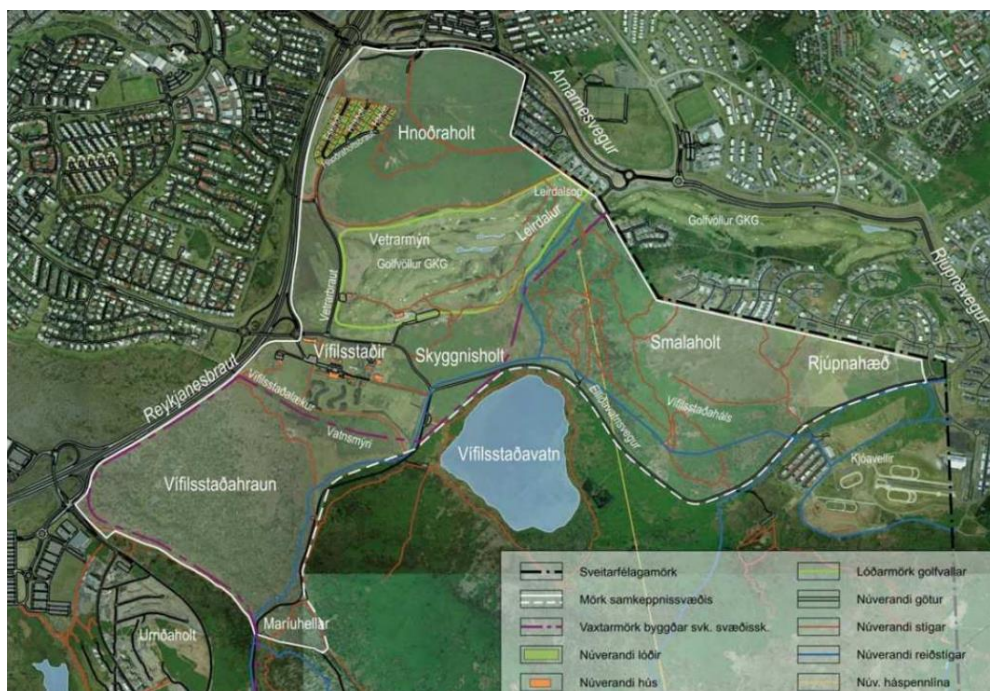 Arnarnesvegur
Hnoðraholt
Leirdalsop
Leirdalur
Vetrarmýri
Golfvöllur GKG
Golfvöllur GKG
Rjúpnavegur
Vetrarbraut
Smalaholt
Vífilsstaðir
Skyggnisholt
Rjúpnahæð
Reykjanesbraut
Vífilsstaðalækur
Vífilsstaðaháls
Elliðavatnsvegur
Vatnsmýri
Vífilsstaðavatn
Kjóavellir
Vífilsstaðahraun
Maríuhellar
Urriðaholt
Sveitarfélagamörk
Mörk samkeppnissvæðis
Vaxtarmörk byggðar svk. svæðissk.
Núverandi lóðir
Núverandi hús
Lóðarmörk golfvallar
Núverandi götur
Núverandi stígar
Núverandi reiðstígar
Núv. háspennlína